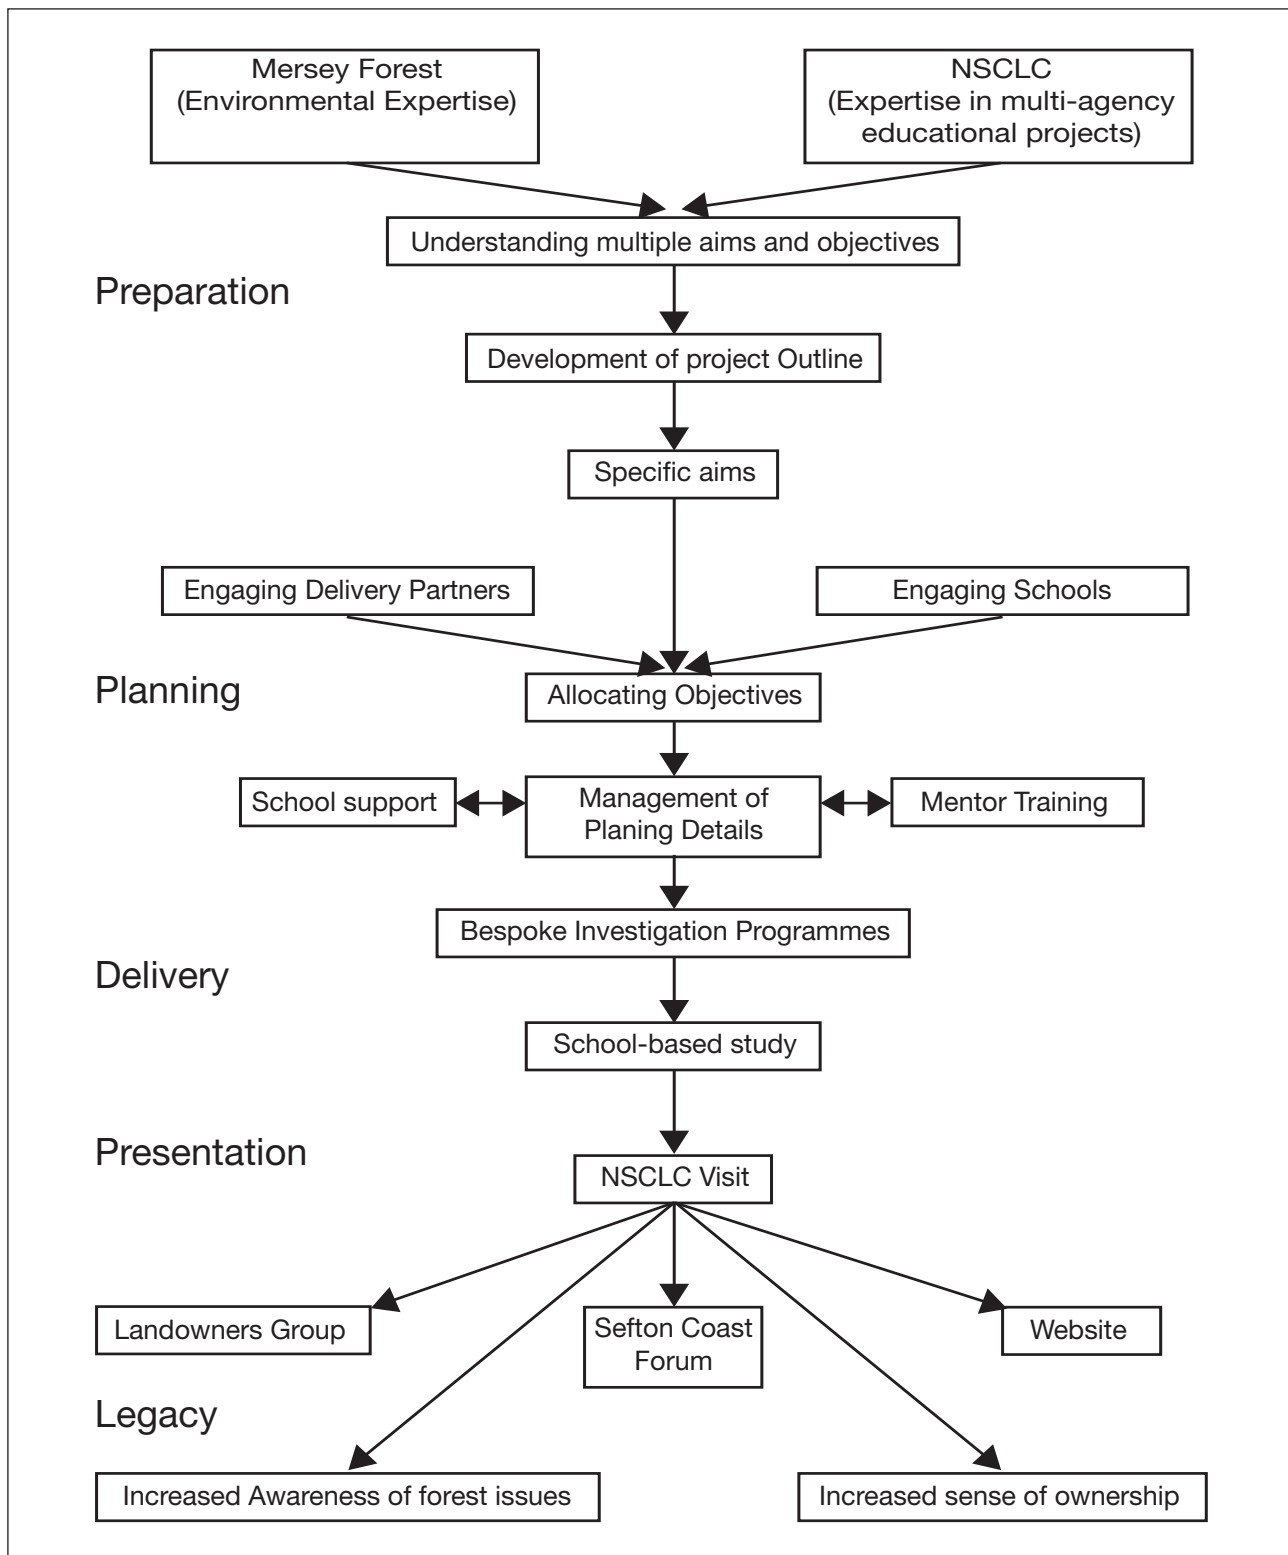 Mersey Forest
(Environmental Expertise)
NSCLC
(Expertise in multi-agency
educational projects)
Understanding multiple aims and objectives
Preparation
Development of project Outline
Specific aims
Engaging Delivery Partners
Engaging Schools
Planning
Allocating Objectives
School support
Management of
Planing Details
Mentor Training
Bespoke Investigation Programmes
Delivery
School-based study
Presentation
NSCLC Visit
Landowners Group
Sefton Coast
Forum
Website
Legacy
Increased Awareness of forest issues
Increased sense of ownership